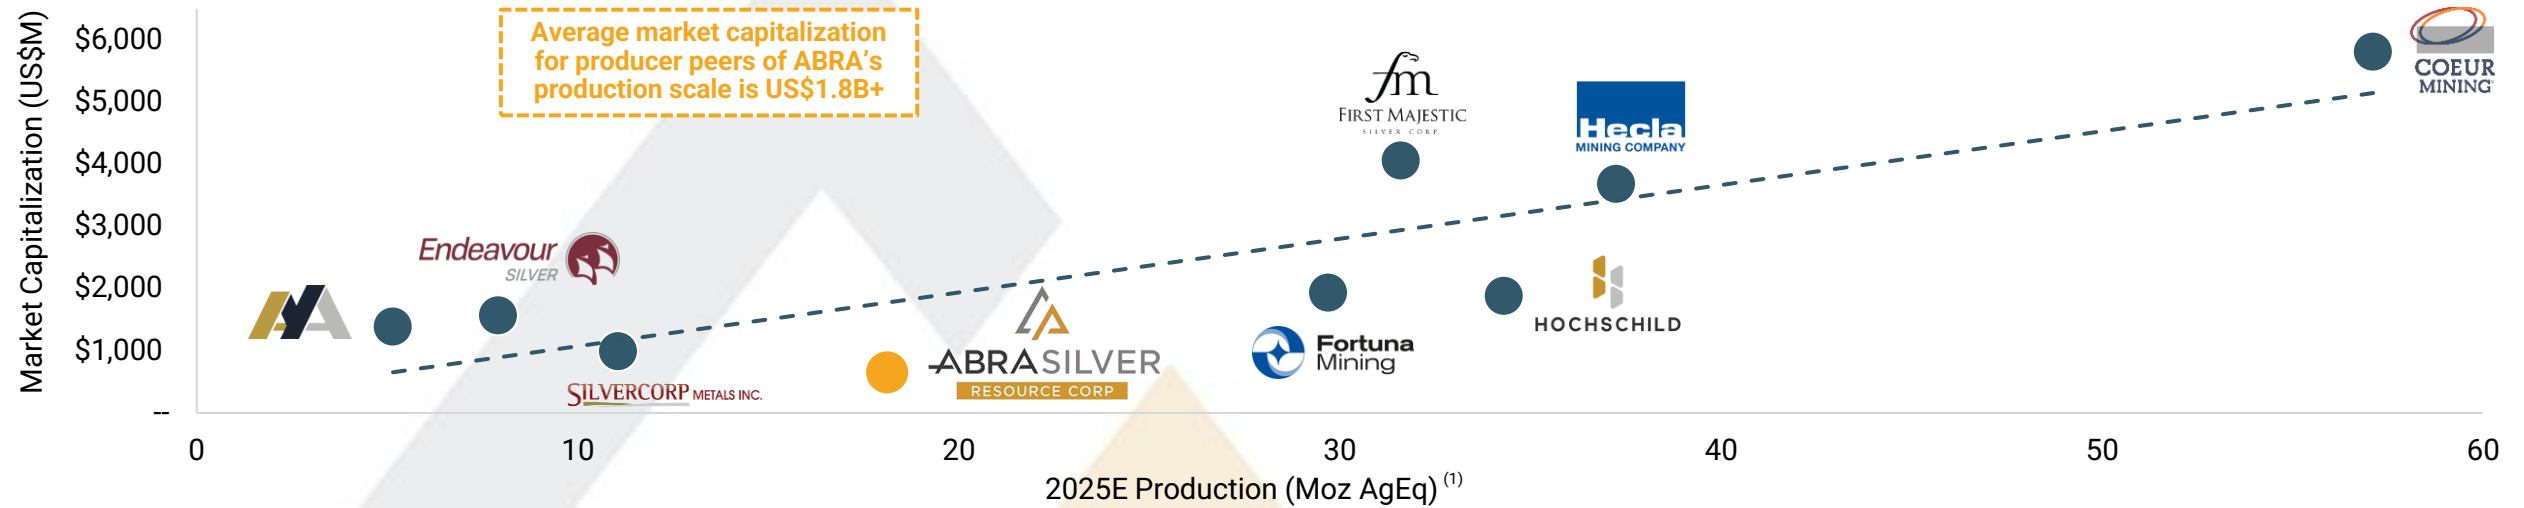 Market Capitalization (US$M)
$6,000
$5,000
$4,000
$3,000
$2,000
$1,000
--
Average market capitalization
for producer peers of ABRA’s
production scale is US$1.8B+
AYA
Endeavour
SILVER
SILVERCORP METALS INC.
ABRASILVER
RESOURCE CORP
Fortuna
Mining
fm
FIRST MAJESTIC
SILVER CORP.
Hecla
MINING COMPANY
HOCHSCHILD
COEUR
MINING®
0 10 20 30 40 50 60
2025E Production (Moz AgEq) (1)